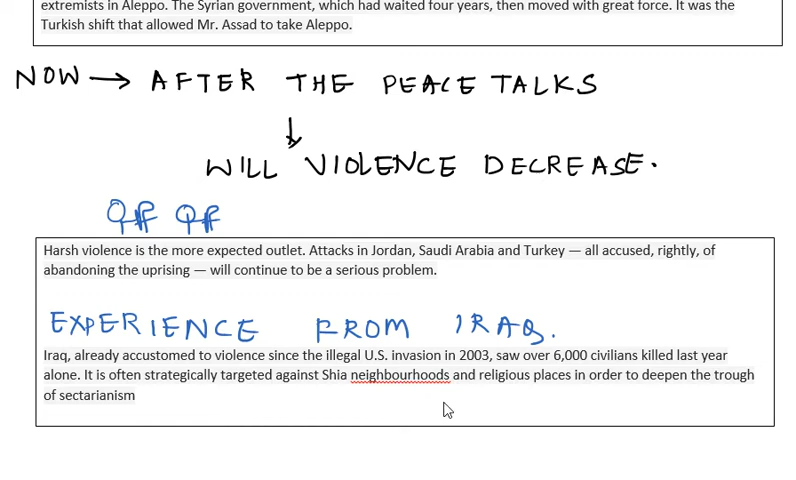 extremists in Aleppo. The Syrian government, which had waited four years, then moved with great force. It was the
Turkish shift that allowed Mr. Assad to take Aleppo.
NOW → AFTER THE PEACE TALKS
↓
WILL VIOLENCE DECREASE.
Harsh violence is the more expected outlet. Attacks in Jordan, Saudi Arabia and Turkey — all accused, rightly, of
abandoning the uprising — will continue to be a serious problem.
EXPERIENCE FROM IRAQ.
Iraq, already accustomed to violence since the illegal U.S. invasion in 2003, saw over 6,000 civilians killed last year
alone. It is often strategically targeted against Shia neighbourhoods and religious places in order to deepen the trough
of sectarianism